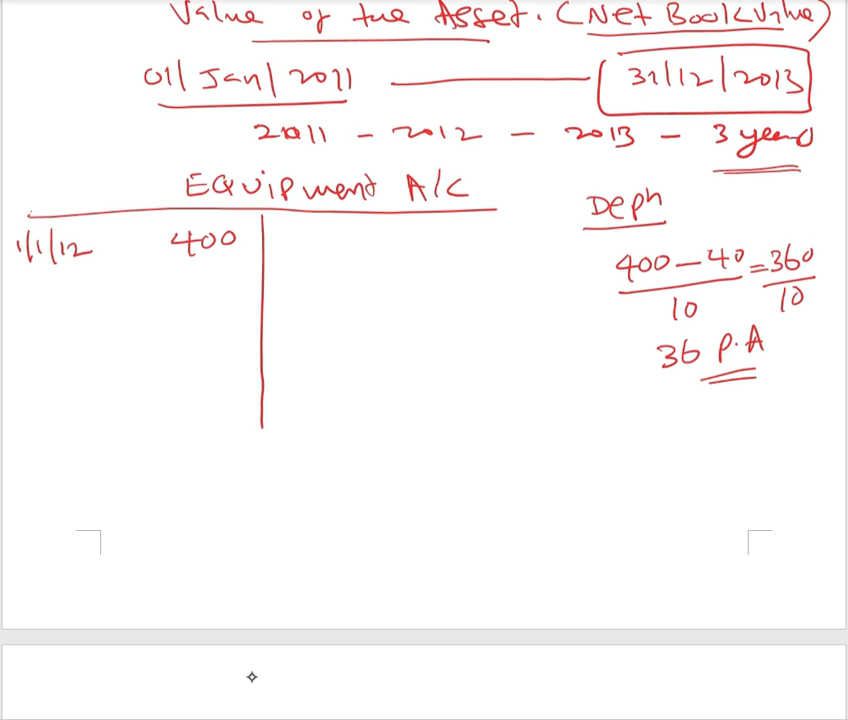 Value of the Asset. (Net Book Value)
01/Jan/2011 — 31/12/2013
2011 - 2012 - 2013 - 3 years
Equipment A/C
Deph
1/1/12 400
400-40 = 360
10 10
36 P.A